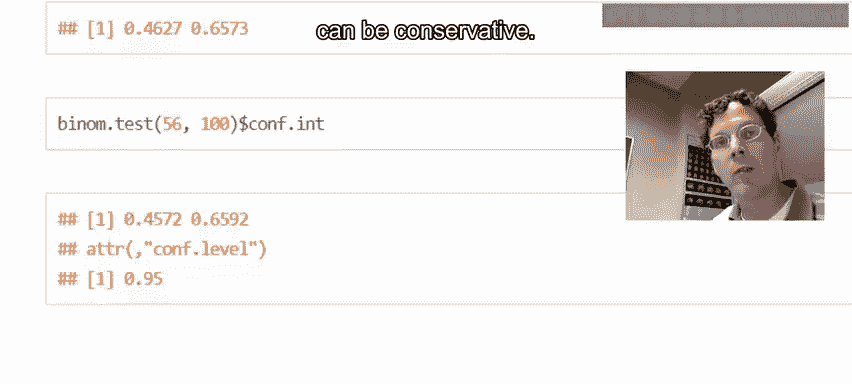 ## [1] 0.4627 0.6573
can be conservative.
binom.test(56, 100)$conf.int
## [1] 0.4572 0.6592
## attr(,"conf.level")
## [1] 0.95